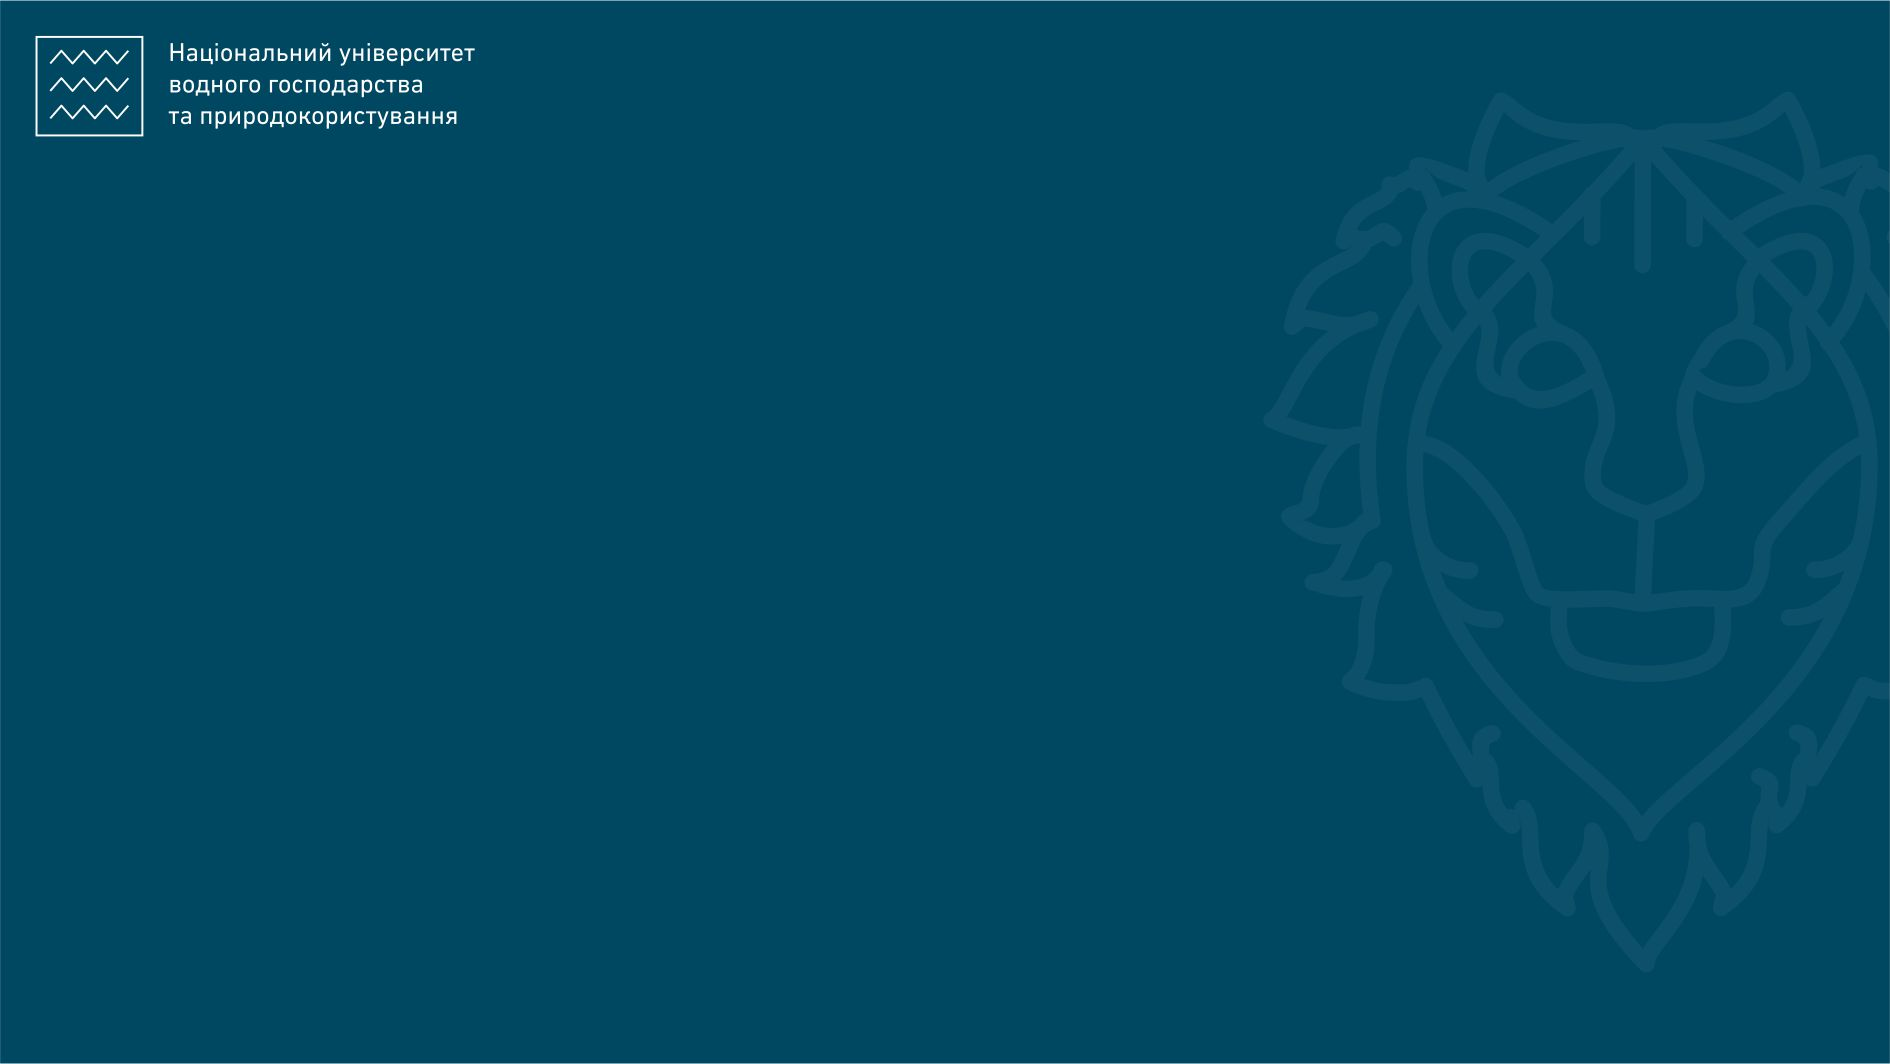 Національний університет
водного господарства
та природокористування